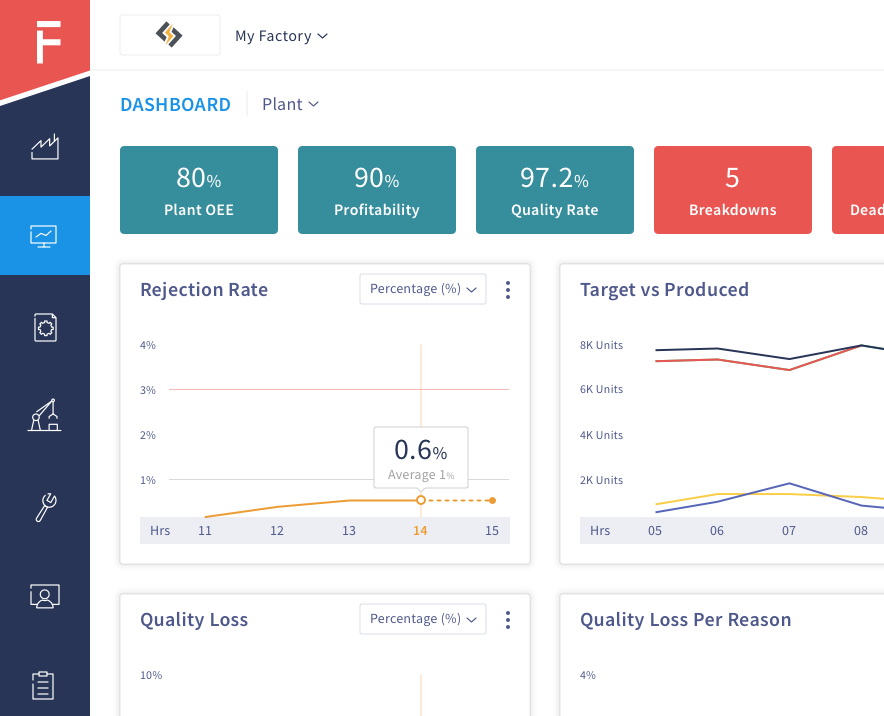 F
My Factory
DASHBOARD
Plant
80%
Plant OEE
90%
Profitability
97.2%
Quality Rate
5
Breakdowns
Dead
Rejection Rate
Percentage (%)
4%
3%
2%
1%
0.6%
Average 1%
Hrs 11 12 13 14 15
Target vs Produced
8K Units
6K Units
4K Units
2K Units
Hrs 05 06 07 08
Quality Loss
Percentage (%)
10%
Quality Loss Per Reason
4%